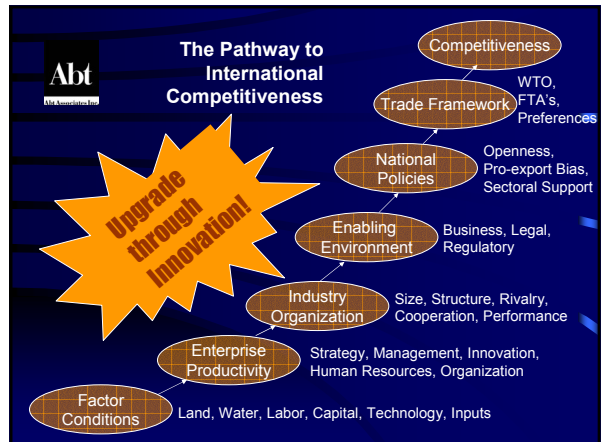 Abt
Abt Associates Inc.
The Pathway to
International
Competitiveness
Upgrade
through
Innovation!
Competitiveness
Trade Framework
WTO,
FTA's,
Preferences
National
Policies
Openness,
Pro-export Bias,
Sectoral Support
Enabling
Environment
Business, Legal,
Regulatory
Industry
Organization
Size, Structure, Rivalry,
Cooperation, Performance
Enterprise
Productivity
Strategy, Management, Innovation,
Human Resources, Organization
Factor
Conditions
Land, Water, Labor, Capital, Technology, Inputs